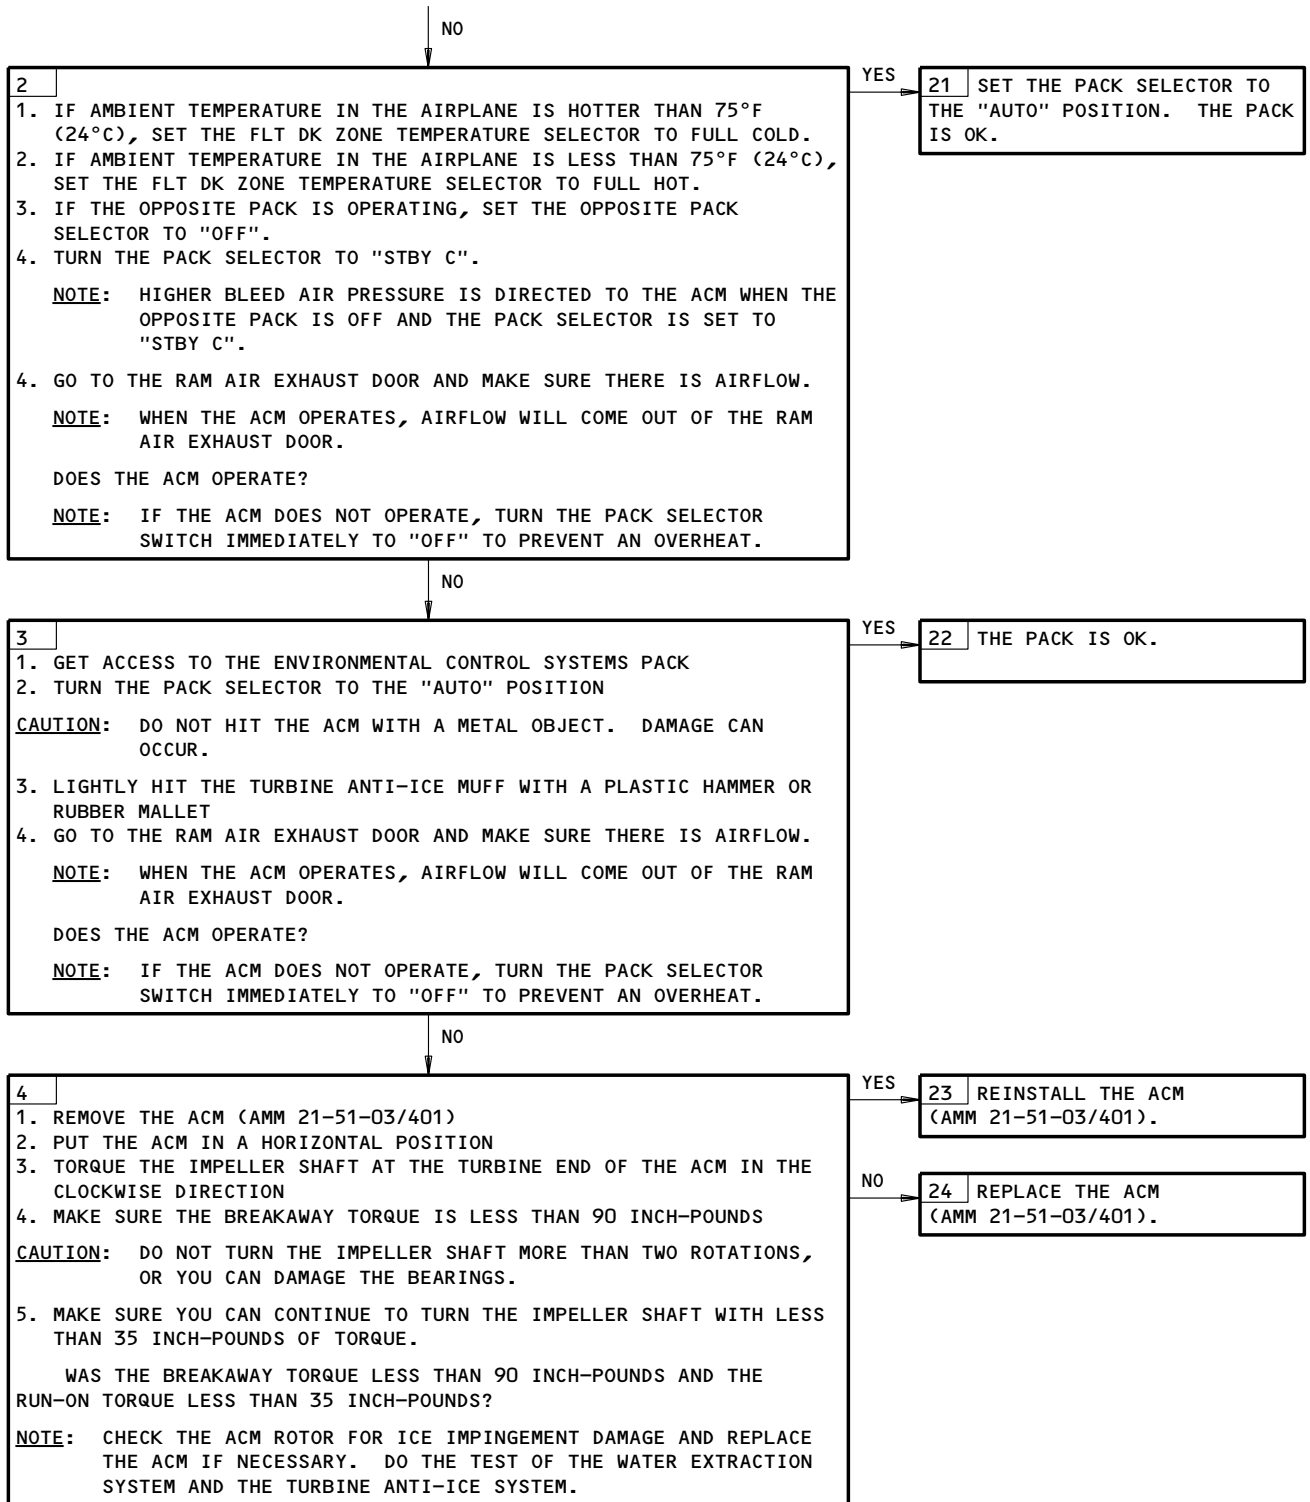 NO
2
YES
21 SET THE PACK SELECTOR TO
THE "AUTO" POSITION. THE PACK
IS OK.
1. IF AMBIENT TEMPERATURE IN THE AIRPLANE IS HOTTER THAN 75°F
(24°C), SET THE FLT DK ZONE TEMPERATURE SELECTOR TO FULL COLD.
2. IF AMBIENT TEMPERATURE IN THE AIRPLANE IS LESS THAN 75°F (24°C),
SET THE FLT DK ZONE TEMPERATURE SELECTOR TO FULL HOT.
3. IF THE OPPOSITE PACK IS OPERATING, SET THE OPPOSITE PACK
SELECTOR TO "OFF".
4. TURN THE PACK SELECTOR TO "STBY C".
NOTE: HIGHER BLEED AIR PRESSURE IS DIRECTED TO THE ACM WHEN THE
OPPOSITE PACK IS OFF AND THE PACK SELECTOR IS SET TO
"STBY C".
4. GO TO THE RAM AIR EXHAUST DOOR AND MAKE SURE THERE IS AIRFLOW.
NOTE: WHEN THE ACM OPERATES, AIRFLOW WILL COME OUT OF THE RAM
AIR EXHAUST DOOR.
DOES THE ACM OPERATE?
NOTE: IF THE ACM DOES NOT OPERATE, TURN THE PACK SELECTOR
SWITCH IMMEDIATELY TO "OFF" TO PREVENT AN OVERHEAT.
NO
3
YES
22 THE PACK IS OK.
1. GET ACCESS TO THE ENVIRONMENTAL CONTROL SYSTEMS PACK
2. TURN THE PACK SELECTOR TO THE "AUTO" POSITION
CAUTION: DO NOT HIT THE ACM WITH A METAL OBJECT. DAMAGE CAN
OCCUR.
3. LIGHTLY HIT THE TURBINE ANTI-ICE MUFF WITH A PLASTIC HAMMER OR
RUBBER MALLET
4. GO TO THE RAM AIR EXHAUST DOOR AND MAKE SURE THERE IS AIRFLOW.
NOTE: WHEN THE ACM OPERATES, AIRFLOW WILL COME OUT OF THE RAM
AIR EXHAUST DOOR.
DOES THE ACM OPERATE?
NOTE: IF THE ACM DOES NOT OPERATE, TURN THE PACK SELECTOR
SWITCH IMMEDIATELY TO "OFF" TO PREVENT AN OVERHEAT.
NO
4
YES
23 REINSTALL THE ACM
(AMM 21-51-03/401).
NO
24 REPLACE THE ACM
(AMM 21-51-03/401).
1. REMOVE THE ACM (AMM 21-51-03/401)
2. PUT THE ACM IN A HORIZONTAL POSITION
3. TORQUE THE IMPELLER SHAFT AT THE TURBINE END OF THE ACM IN THE
CLOCKWISE DIRECTION
4. MAKE SURE THE BREAKAWAY TORQUE IS LESS THAN 90 INCH-POUNDS
CAUTION: DO NOT TURN THE IMPELLER SHAFT MORE THAN TWO ROTATIONS,
OR YOU CAN DAMAGE THE BEARINGS.
5. MAKE SURE YOU CAN CONTINUE TO TURN THE IMPELLER SHAFT WITH LESS
THAN 35 INCH-POUNDS OF TORQUE.
WAS THE BREAKAWAY TORQUE LESS THAN 90 INCH-POUNDS AND THE
RUN-ON TORQUE LESS THAN 35 INCH-POUNDS?
NOTE: CHECK THE ACM ROTOR FOR ICE IMPINGEMENT DAMAGE AND REPLACE
THE ACM IF NECESSARY. DO THE TEST OF THE WATER EXTRACTION
SYSTEM AND THE TURBINE ANTI-ICE SYSTEM.